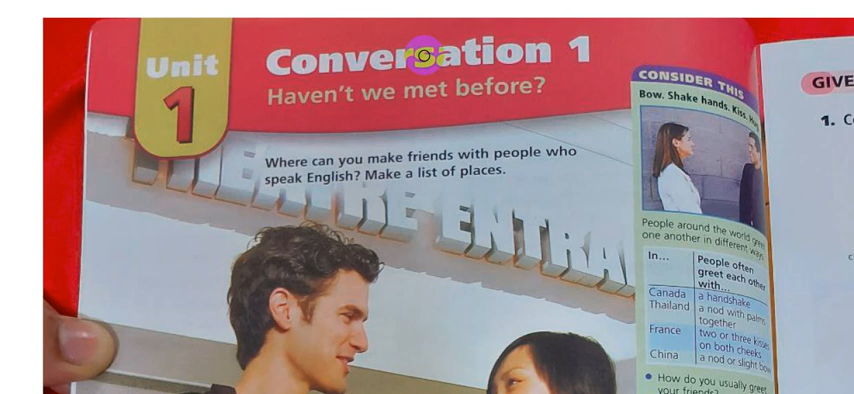 Unit
1
Conversation 1
Haven't we met before?
Where can you make friends with people who
speak English? Make a list of places.
THEATRE ENTRA
CONSIDER THIS
Bow. Shake hands. Kiss.
People around the world greet
one another in different ways.
In...
People often
greet each other
with...
Canada a handshake
Thailand a nod with palms
together
France two or three kisses
on both cheeks
China a nod or slight bow
• How do you usually greet
your friends?
GIVE
1.